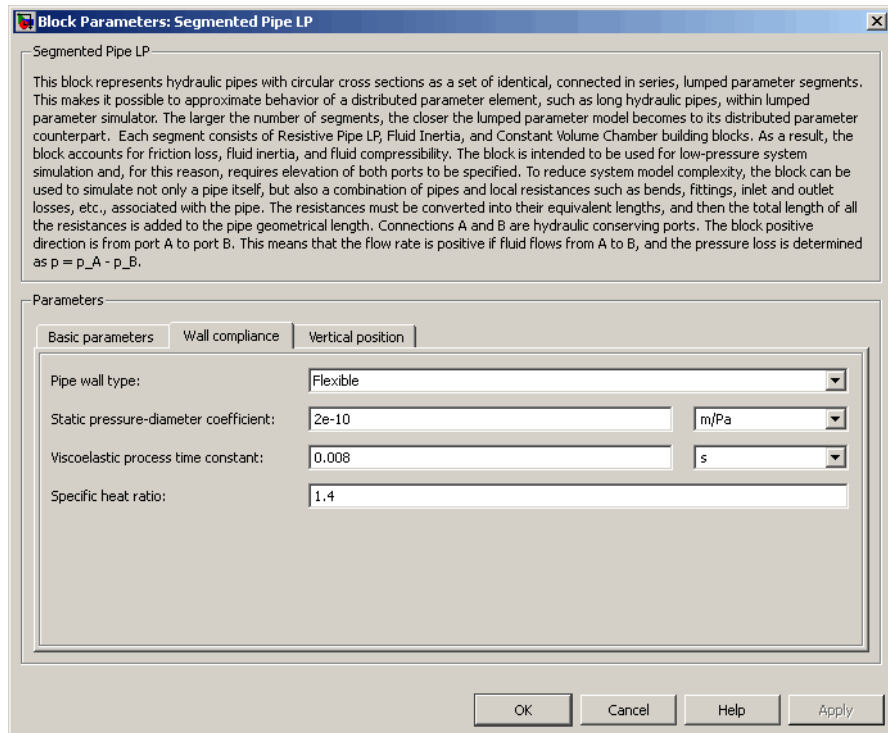 Block Parameters: Segmented Pipe LP
Segmented Pipe LP
This block represents hydraulic pipes with circular cross sections as a set of identical, connected in series, lumped parameter segments.
This makes it possible to approximate behavior of a distributed parameter element, such as long hydraulic pipes, within lumped
parameter simulator. The larger the number of segments, the closer the lumped parameter model becomes to its distributed parameter
counterpart.  Each segment consists of Resistive Pipe LP, Fluid Inertia, and Constant Volume Chamber building blocks. As a result, the
block accounts for friction loss, fluid inertia, and fluid compressibility. The block is intended to be used for low-pressure system
simulation and, for this reason, requires elevation of both ports to be specified. To reduce system model complexity, the block can be
used to simulate not only a pipe itself, but also a combination of pipes and local resistances such as bends, fittings, inlet and outlet
losses, etc., associated with the pipe. The resistances must be converted into their equivalent lengths, and then the total length of all
the resistances is added to the pipe geometrical length. Connections A and B are hydraulic conserving ports. The block positive
direction is from port A to port B. This means that the flow rate is positive if fluid flows from A to B, and the pressure loss is determined
as p = p_A - p_B.
Parameters
Basic parameters Wall compliance Vertical position
Pipe wall type: Flexible
Static pressure-diameter coefficient: 2e-10 m/Pa
Viscoelastic process time constant: 0.008 s
Specific heat ratio: 1.4
OK Cancel Help Apply